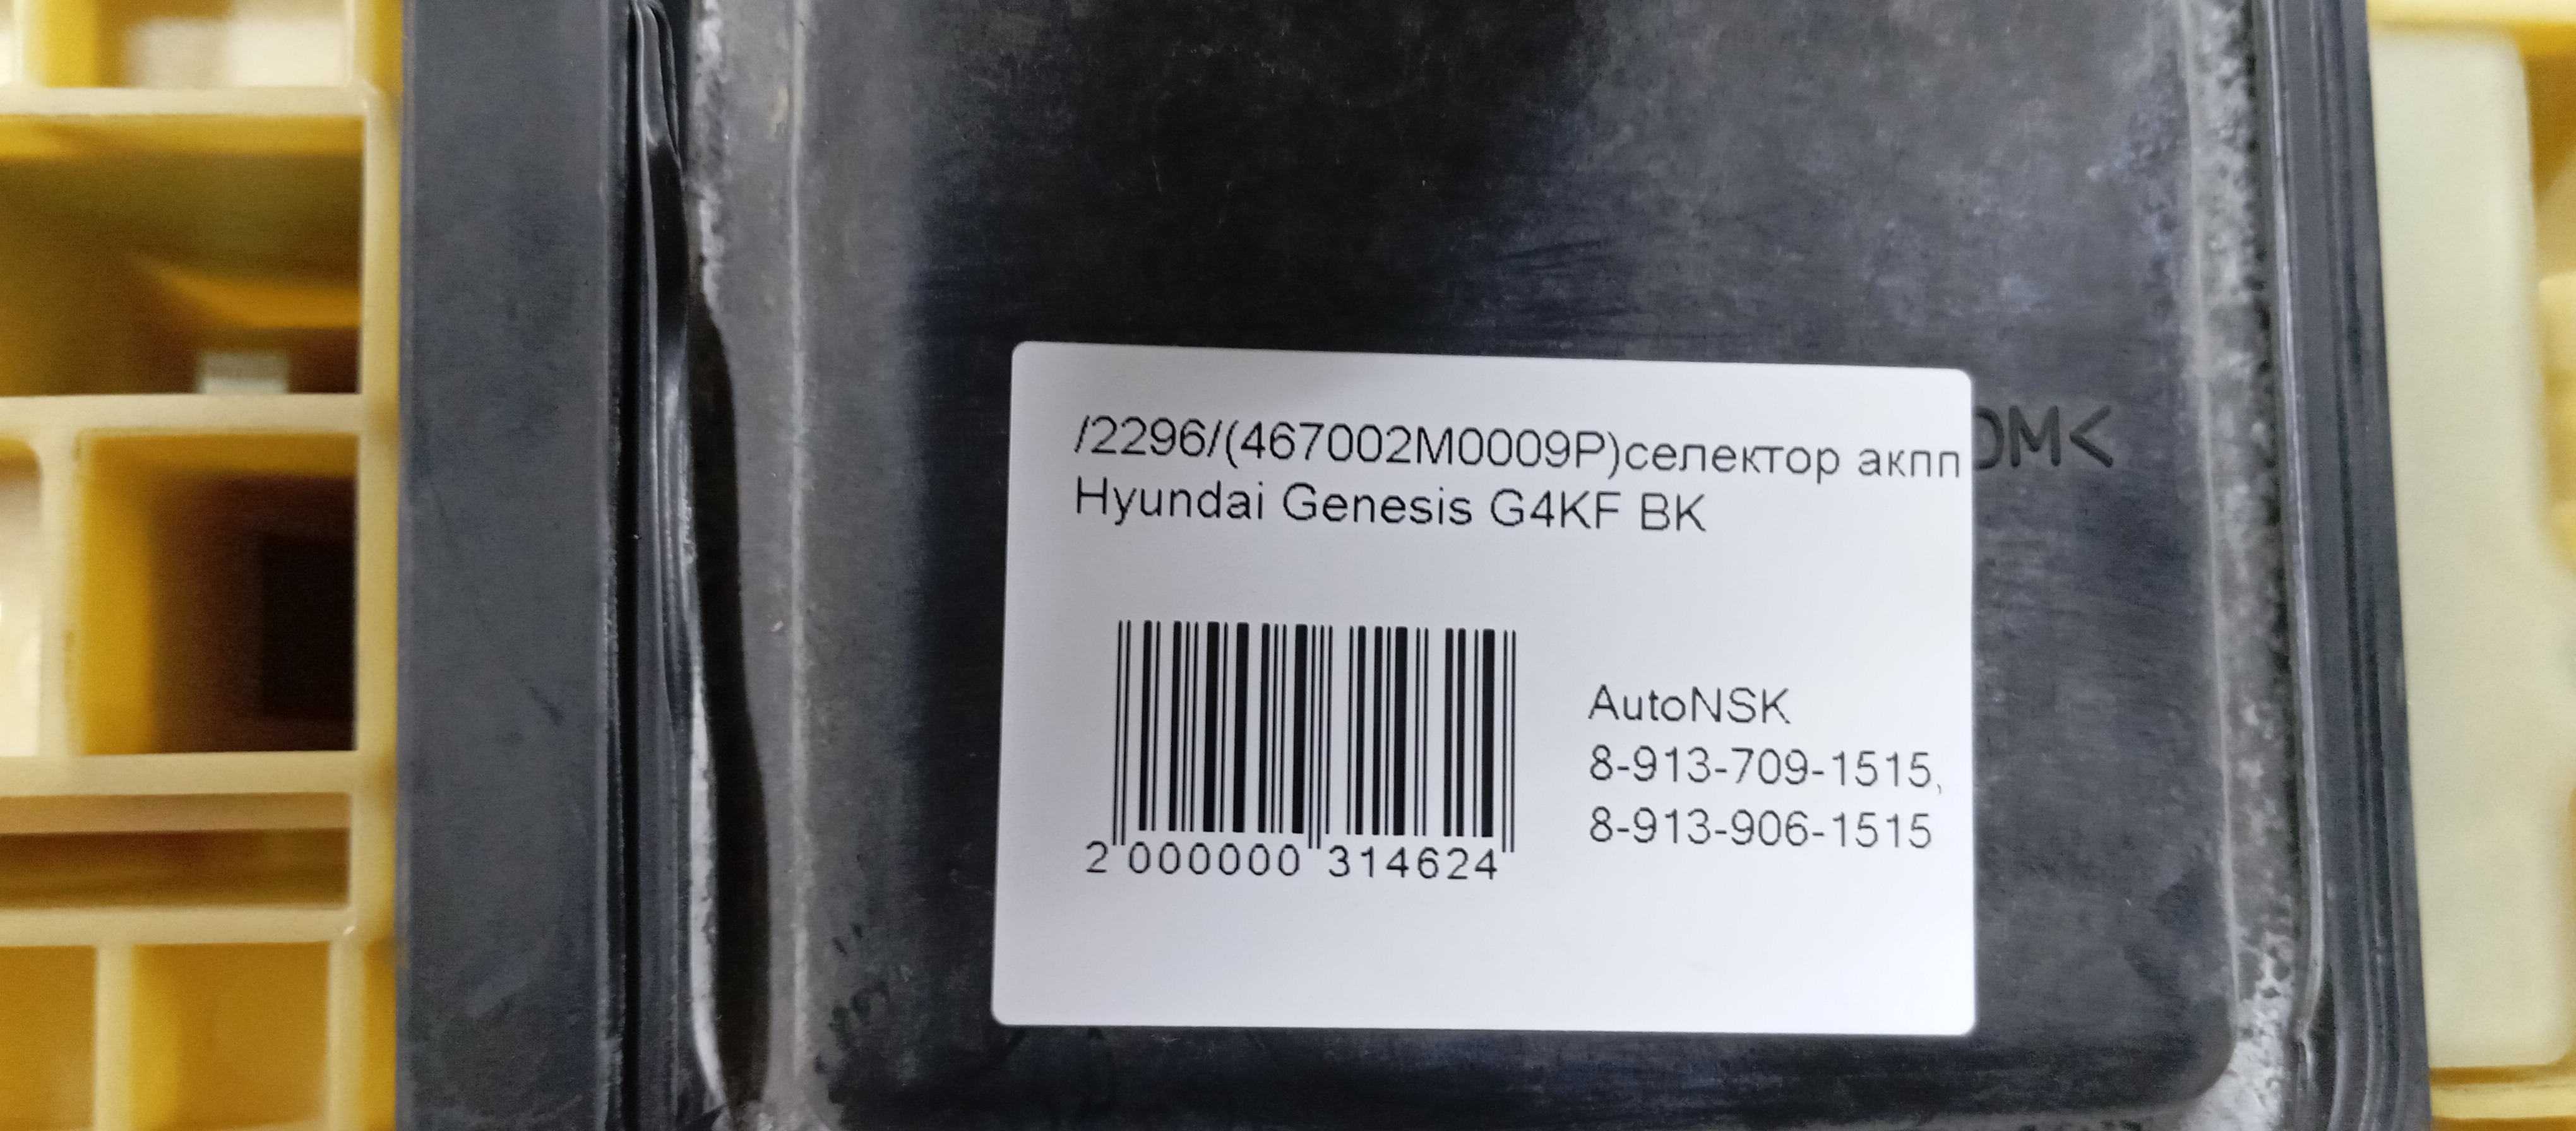 /2296/(467002M0009P)селектор акпп
Hyundai Genesis G4KF BK
AutoNSK
8-913-709-1515,
8-913-906-1515
2 000000 314624